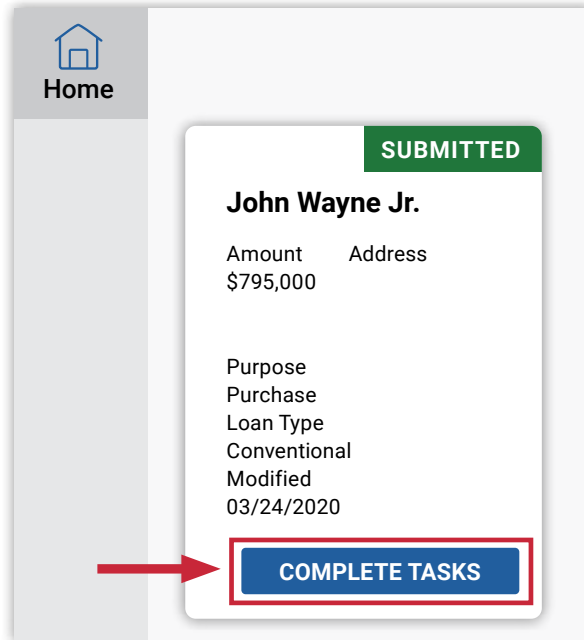 Home
SUBMITTED
John Wayne Jr.
Amount Address
$795,000
Purpose
Purchase
Loan Type
Conventional
Modified
03/24/2020
COMPLETE TASKS